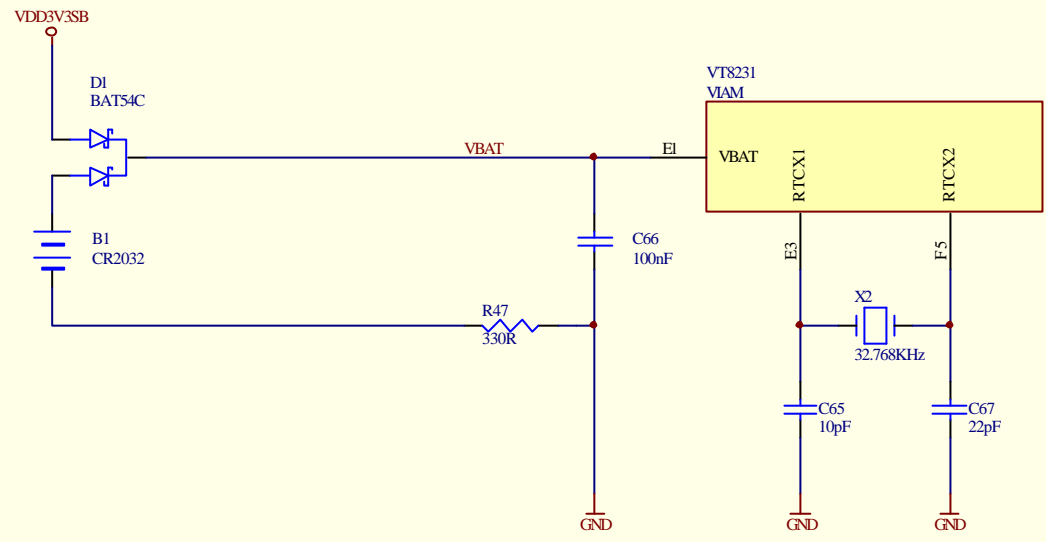 VDD3V3SB
D1
BAT54C
VBAT
B1
CR2032
R47
330R
C66
100nF
GND
VT8231
VIAM
E1
VBAT
RTCX1
RTCX2
E3
F5
X2
32.768KHz
C65
10pF
C67
22pF
GND
GND